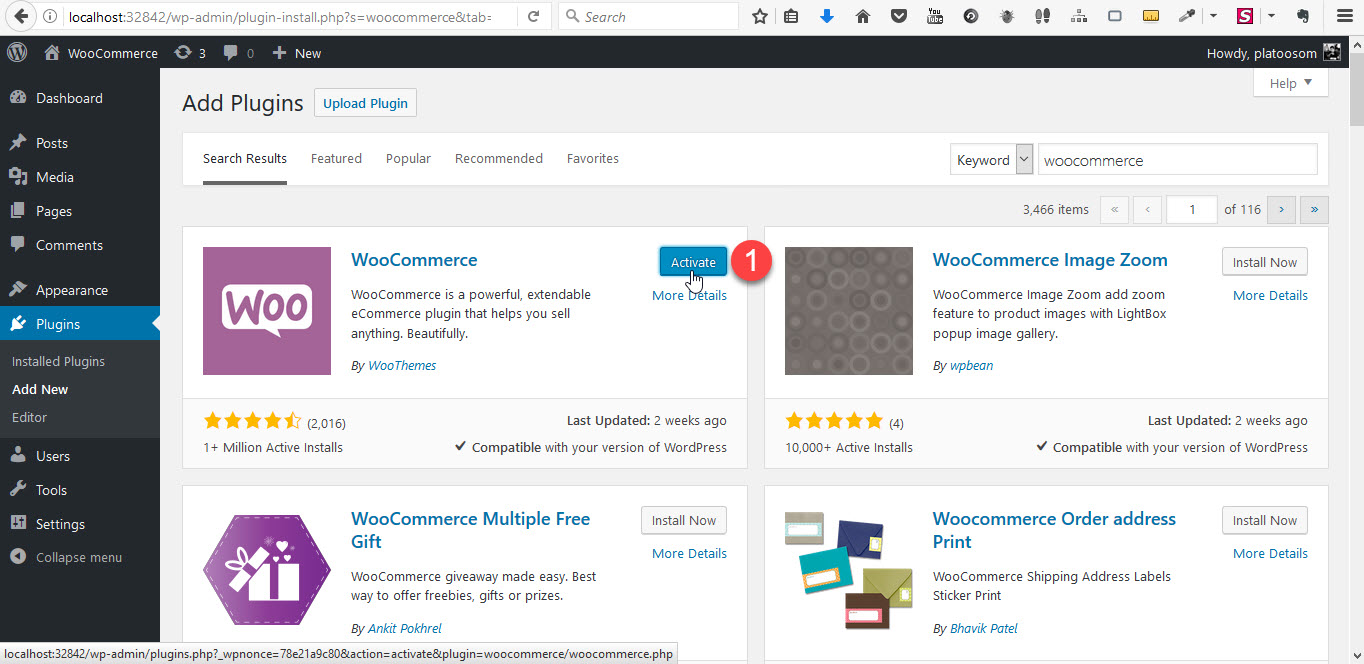 localhost:32842/wp-admin/plugin-install.php?s=woocommerce&tab=
Search
You Tube
S
WooCommerce
3
0
New
Howdy, platoosom
Dashboard
Posts
Media
Pages
Comments
Appearance
Plugins
Installed Plugins
Add New
Editor
Users
Tools
Settings
Collapse menu
Add Plugins
Upload Plugin
Help
Search Results
Featured
Popular
Recommended
Favorites
Keyword
woocommerce
3,466 items
«
‹
1
of 116
›
»
WOO
WooCommerce
Activate
1
More Details
WooCommerce is a powerful, extendable
eCommerce plugin that helps you sell
anything. Beautifully.
By WooThemes
(2,016)
Last Updated: 2 weeks ago
1+ Million Active Installs
Compatible with your version of WordPress
WooCommerce Image Zoom
Install Now
More Details
WooCommerce Image Zoom add zoom
feature to product images with LightBox
popup image gallery.
By wpbean
(4)
Last Updated: 2 weeks ago
10,000+ Active Installs
Compatible with your version of WordPress
WooCommerce Multiple Free
Gift
Install Now
More Details
WooCommerce giveaway made easy. Best
way to offer freebies, gifts or prizes.
By Ankit Pokhrel
Woocommerce Order address
Print
Install Now
More Details
WooCommerce Shipping Address Labels
Sticker Print
By Bhavik Patel
localhost:32842/wp-admin/plugins.php?_wpnonce=78e21a9c80&action=activate&plugin=woocommerce/woocommerce.php